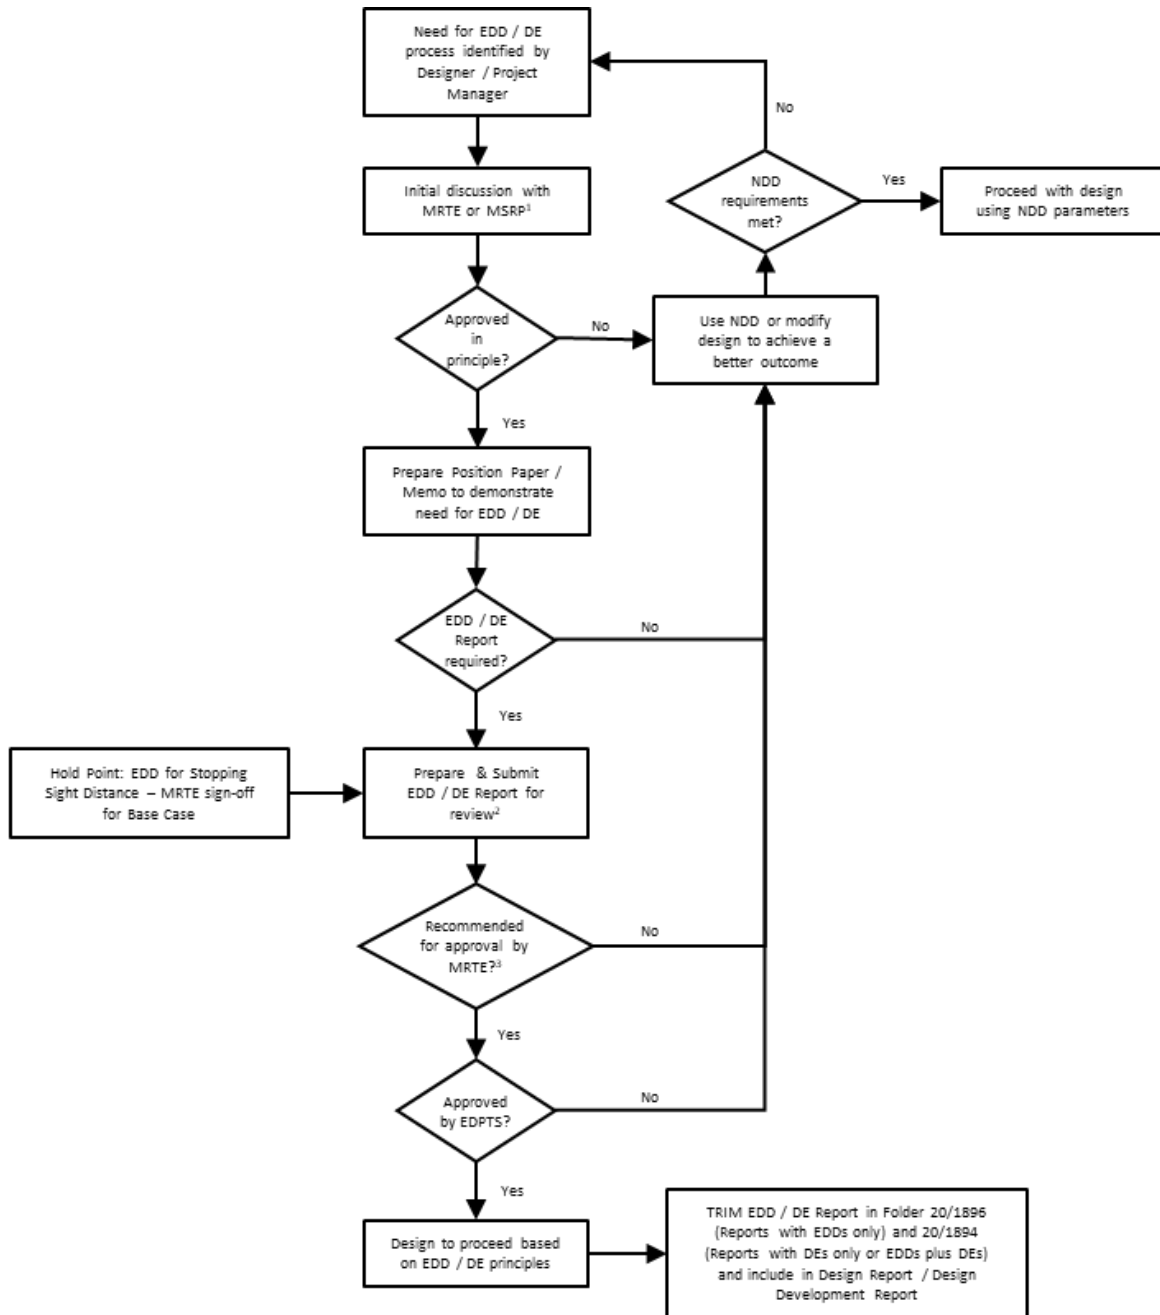 Need for EDD / DE
process identified by
Designer / Project
Manager
No
Initial discussion with
MRTE or MSRP¹
NDD
requirements
met?
Yes
Proceed with design
using NDD parameters
Approved
in
principle?
No
Use NDD or modify
design to achieve a
better outcome
Yes
Prepare Position Paper /
Memo to demonstrate
need for EDD / DE
EDD / DE
Report
required?
No
Yes
Hold Point: EDD for Stopping
Sight Distance – MRTE sign-off
for Base Case
Prepare & Submit
EDD / DE Report for
review²
Recommended
for approval by
MRTE?³
No
Yes
Approved
by EDPTS?
No
Yes
Design to proceed based
on EDD / DE principles
TRIM EDD / DE Report in Folder 20/1896
(Reports with EDDs only) and 20/1894
(Reports with DEs only or EDDs plus DEs)
and include in Design Report / Design
Development Report